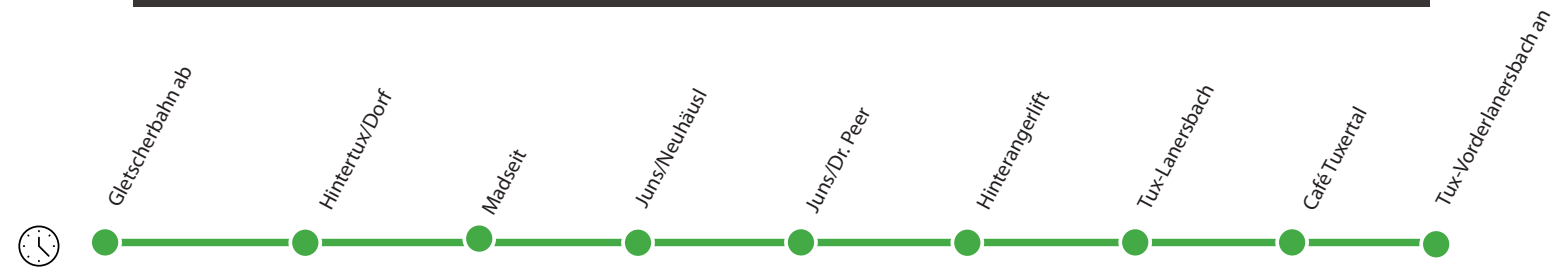 Gletscherbahn ab
Hintertux/Dorf
Madseit
Juns/Neuhäusl
Juns/Dr. Peer
Hinterangerlift
Tux-Lanersbach
Café Tuxertal
Tux-Vorderlanersbach an